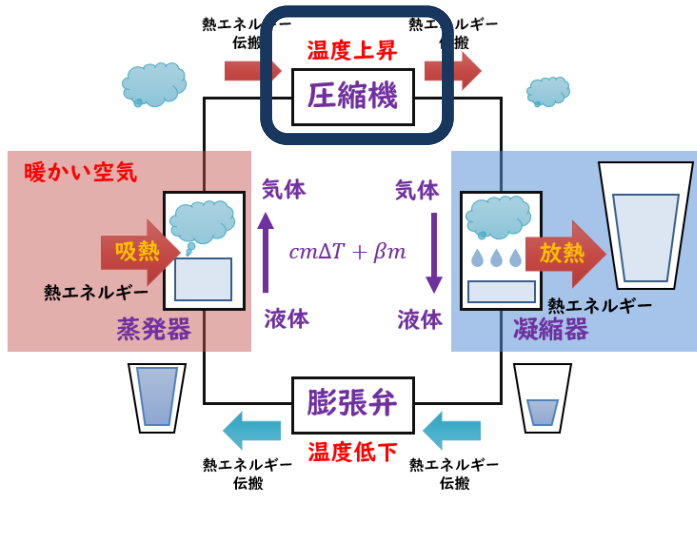 熱エネルギー
伝搬
熱エネルギー
伝搬
温度上昇
圧縮機
暖かい空気
気体
気体
吸熱
cmΔT + βm
放熱
熱エネルギー
熱エネルギー
液体
液体
蒸発器
凝縮器
膨張弁
温度低下
熱エネルギー
伝搬
熱エネルギー
伝搬